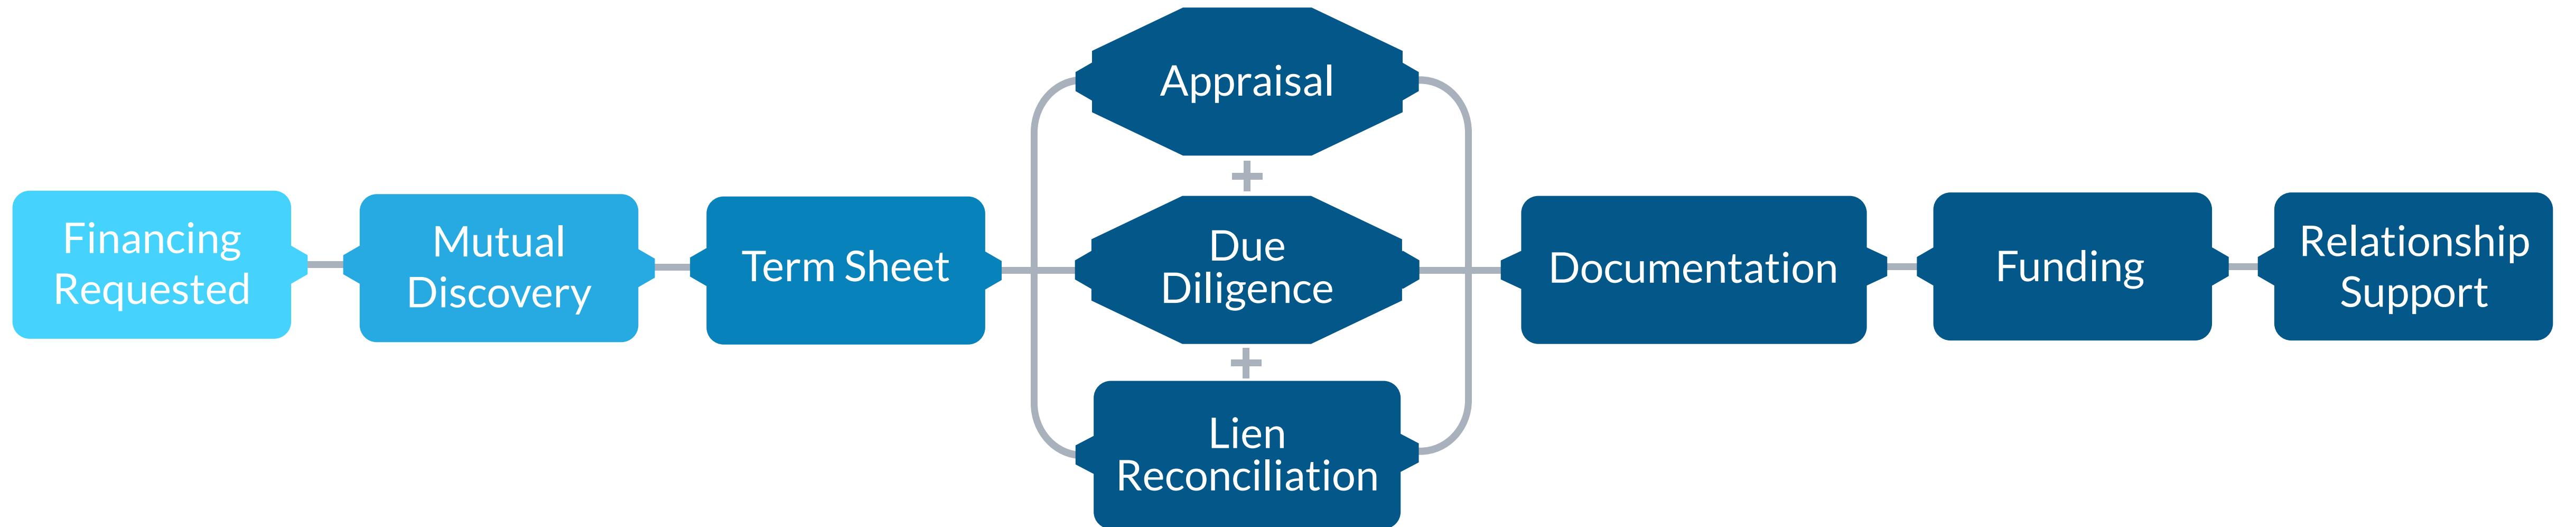 Financing
Requested
Mutual
Discovery
Term Sheet
Appraisal
+
Due
Diligence
+
Lien
Reconciliation
Documentation
Funding
Relationship
Support